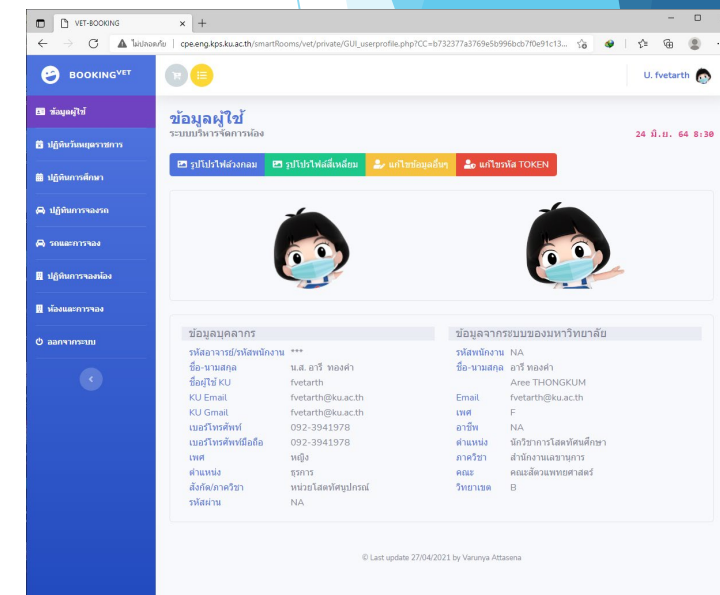 VET-BOOKING
ไม่ปลอดภัย | cpe.eng.kps.ku.ac.th/smartRooms/vet/private/GUI_userprofile.php?CC=b732377a3769e5b996bcb7f0e91c13...
BOOKINGVET
U. fvetarth
ข้อมูลผู้ใช้
ปฏิทินวันหยุดราชการ
ปฏิทินการศึกษา
ปฏิทินการจองรถ
รถและการจอง
ปฏิทินการจองห้อง
ห้องและการจอง
ออกจากระบบ
ข้อมูลผู้ใช้
ระบบบริหารจัดการห้อง
24 มิ.ย. 64 8:30
รูปโปรไฟล์วงกลม
รูปโปรไฟล์สี่เหลี่ยม
แก้ไขข้อมูลอื่นๆ
แก้ไขรหัส TOKEN
ข้อมูลบุคลากร
รหัสอาจารย์/รหัสพนักงาน ***
ชื่อ-นามสกุล น.ส. อารี ทองคำ
ชื่อผู้ใช้ KU fvetarth
KU Email fvetarth@ku.ac.th
KU Gmail fvetarth@ku.ac.th
เบอร์โทรศัพท์ 092-3941978
เบอร์โทรศัพท์มือถือ 092-3941978
เพศ หญิง
ตำแหน่ง ธุรการ
สังกัด/ภาควิชา หน่วยโสตทัศนูปกรณ์
รหัสผ่าน NA
ข้อมูลจากระบบของมหาวิทยาลัย
รหัสพนักงาน NA
ชื่อ-นามสกุล อารี ทองคำ
Aree THONGKUM
Email fvetarth@ku.ac.th
เพศ F
อาชีพ NA
ตำแหน่ง นักวิชาการโสตทัศนศึกษา
ภาควิชา สำนักงานเลขานุการ
คณะ คณะสัตวแพทยศาสตร์
วิทยาเขต B
© Last update 27/04/2021 by Varunya Attasena